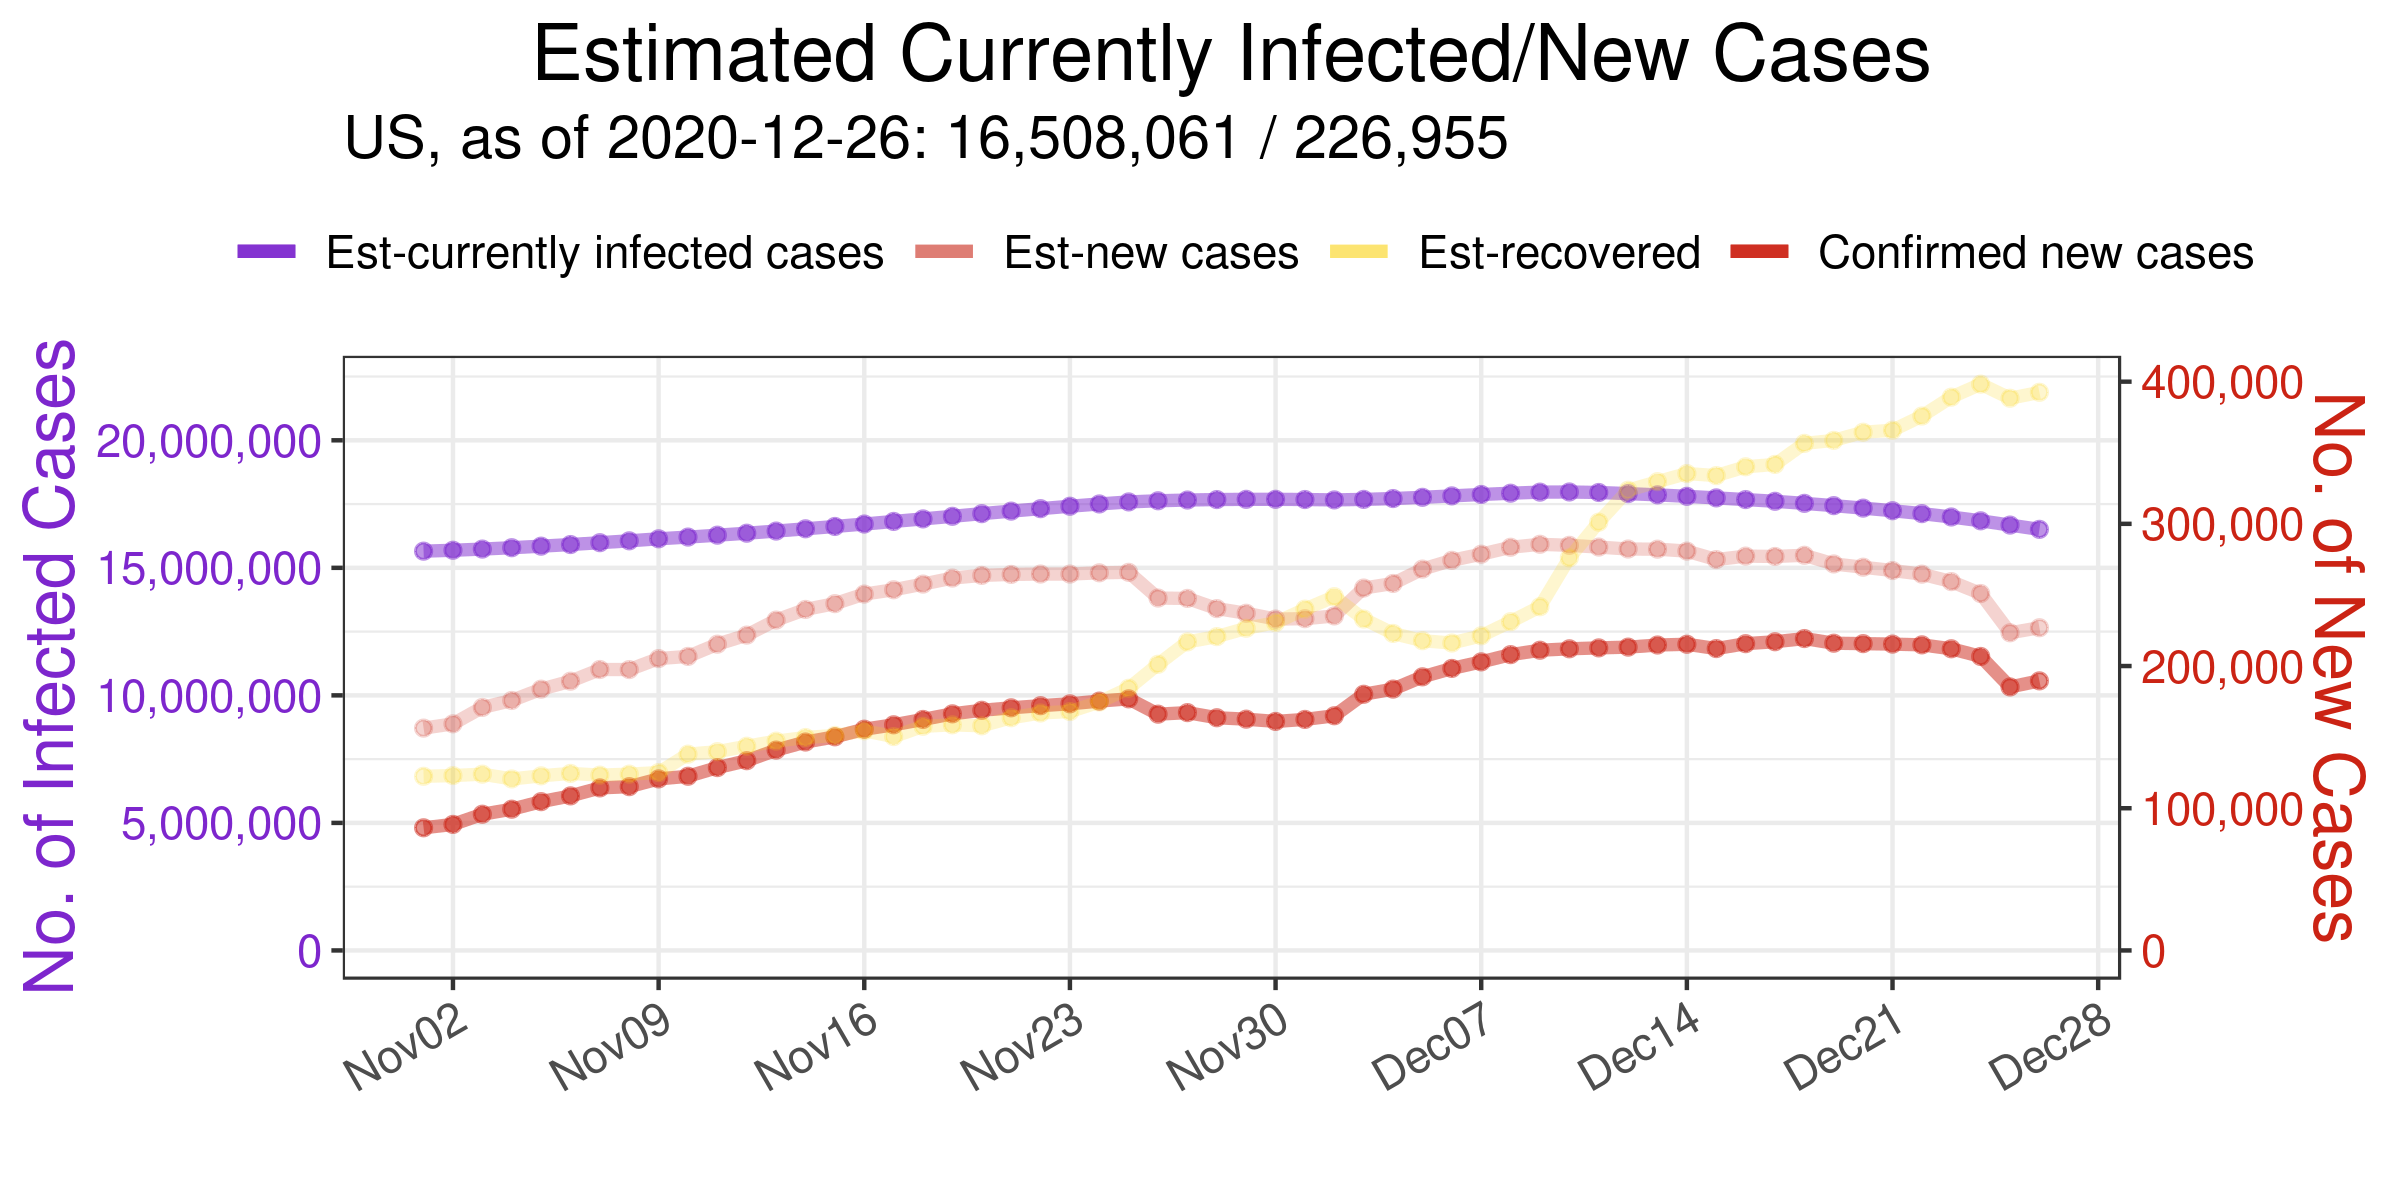 Estimated Currently Infected/New Cases
US, as of 2020-12-26: 16,508,061 / 226,955
Est-currently infected cases Est-new cases Est-recovered Confirmed new cases
No. of Infected Cases
20,000,000
15,000,000
10,000,000
5,000,000
0
400,000
300,000
200,000
100,000
0
No. of New Cases
Nov02 Nov09 Nov16 Nov23 Nov30 Dec07 Dec14 Dec21 Dec28